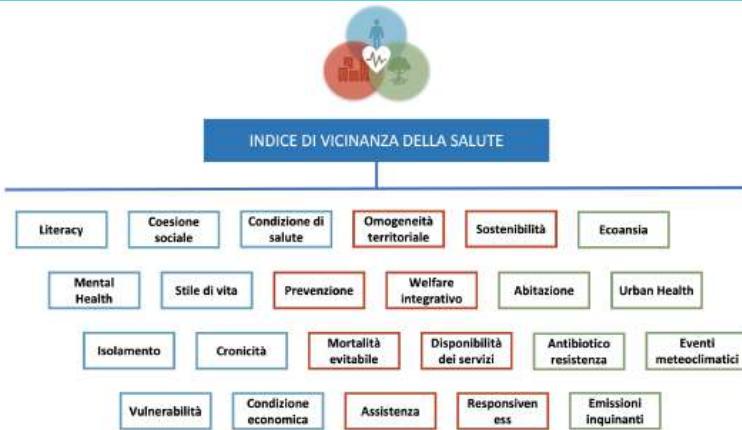 INDICE DI VICINANZA DELLA SALUTE
Literacy
Coesione
sociale
Condizione di
salute
Omogeneità
territoriale
Sostenibilità
Ecoansia
Mental
Health
Stile di vita
Prevenzione
Welfare
integrativo
Abitazione
Urban Health
Isolamento
Cronicità
Mortalità
evitabile
Disponibilità
dei servizi
Antibiotico
resistenza
Eventi
meteoclimatici
Vulnerabilità
Condizione
economica
Assistenza
Responsiven
ess
Emissioni
inquinanti